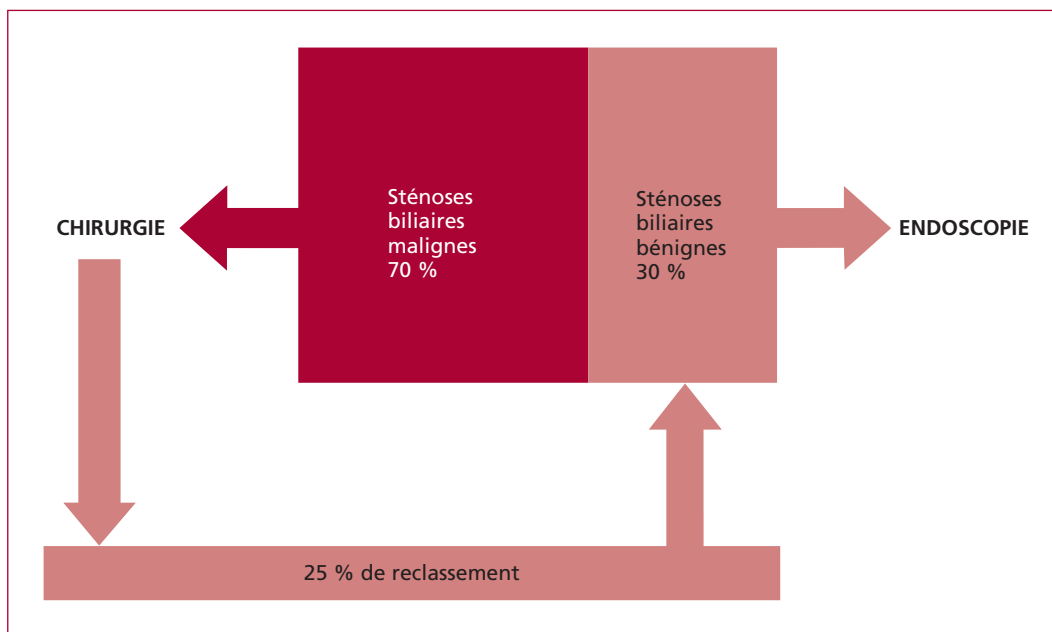 CHIRURGIE
Sténoses
biliaires
malignes
70 %
Sténoses
biliaires
bénignes
30 %
ENDOSCOPIE
25 % de reclassement